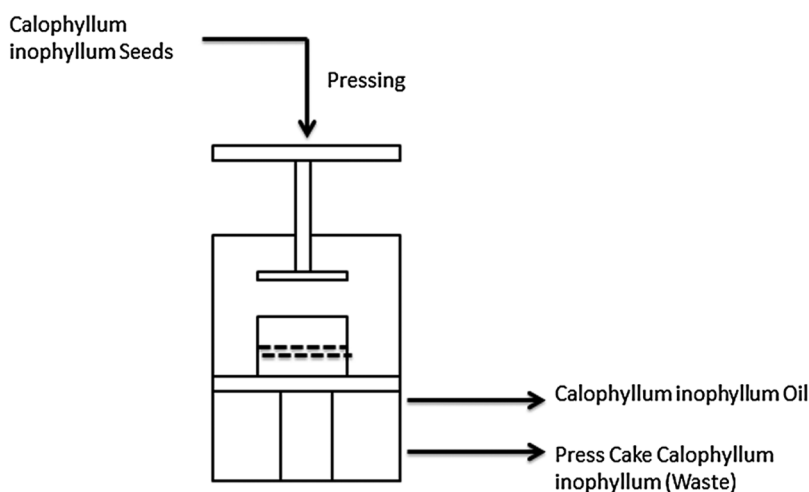 Calophyllum
inophyllum Seeds
Pressing
Calophyllum inophyllum Oil
Press Cake Calophyllum
inophyllum (Waste)